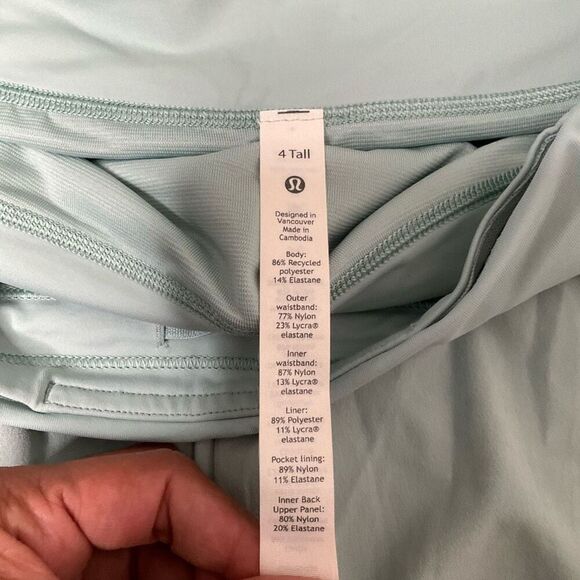 4 Tall
Designed in
Vancouver
Made in
Cambodia
Body:
86% Recycled
polyester
14% Elastane
Outer
waistband:
77% Nylon
23% Lycra®
elastane
Inner
waistband:
87% Nylon
13% Lycra®
elastane
Liner:
89% Polyester
11% Lycra®
elastane
Pocket lining:
89% Nylon
11% Elastane
Inner Back
Upper Panel:
80% Nylon
20% Elastane